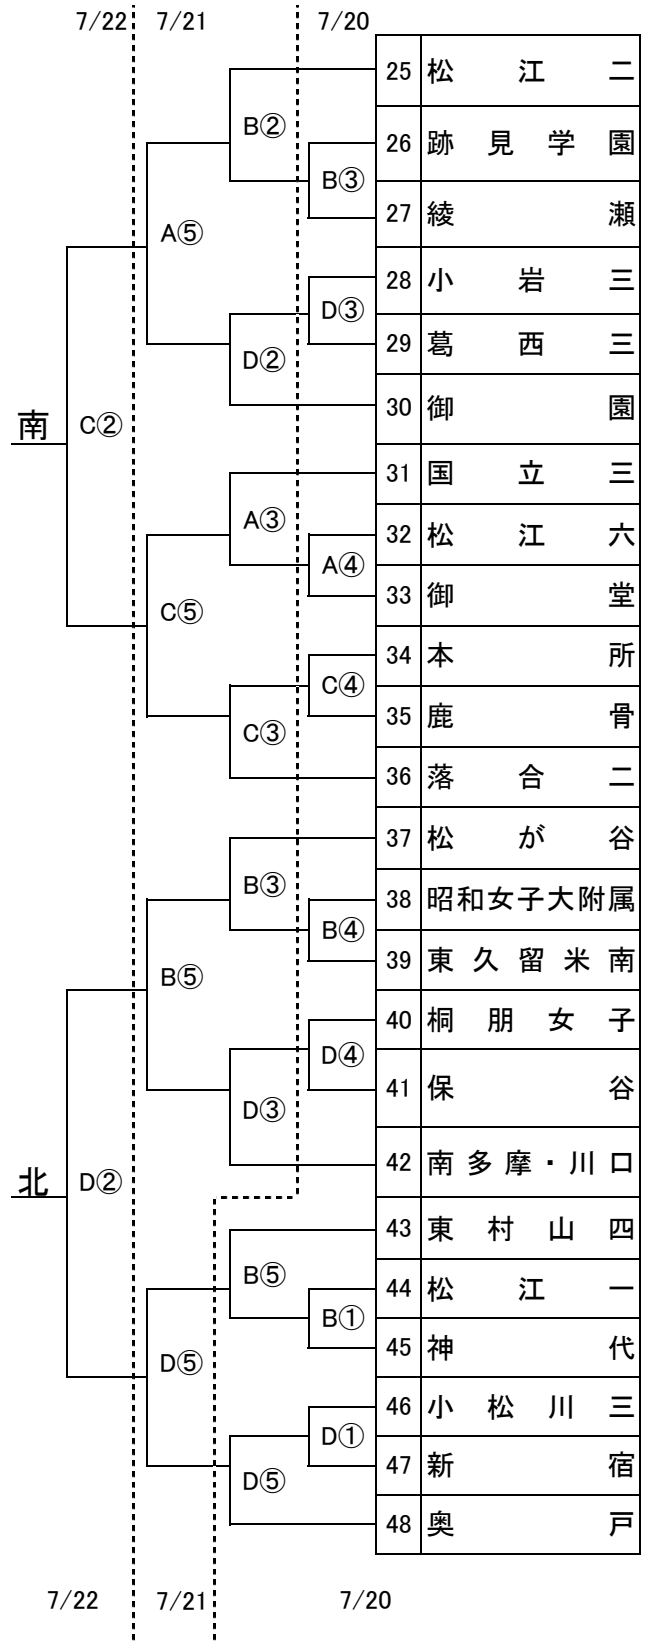 7/22 7/21 7/20
25 松江二
B②
26 跡見学園
B③
27 綾瀬
A⑤
28 小岩三
D③
29 葛西三
D②
30 御園
南 C②
31 国立三
A③
32 松江六
A④
33 御堂
C⑤
34 本所
C④
35 鹿骨
C③
36 落合二
37 松が谷
B③
38 昭和女子大附属
B④
39 東久留米南
B⑤
40 桐朋女子
D④
41 保谷
D③
42 南多摩・川口
北 D②
43 東村山四
B⑤
44 松江一
B①
45 神代
D⑤
46 小松川三
D①
47 新宿
D⑤
48 奥戸
7/22 7/21 7/20